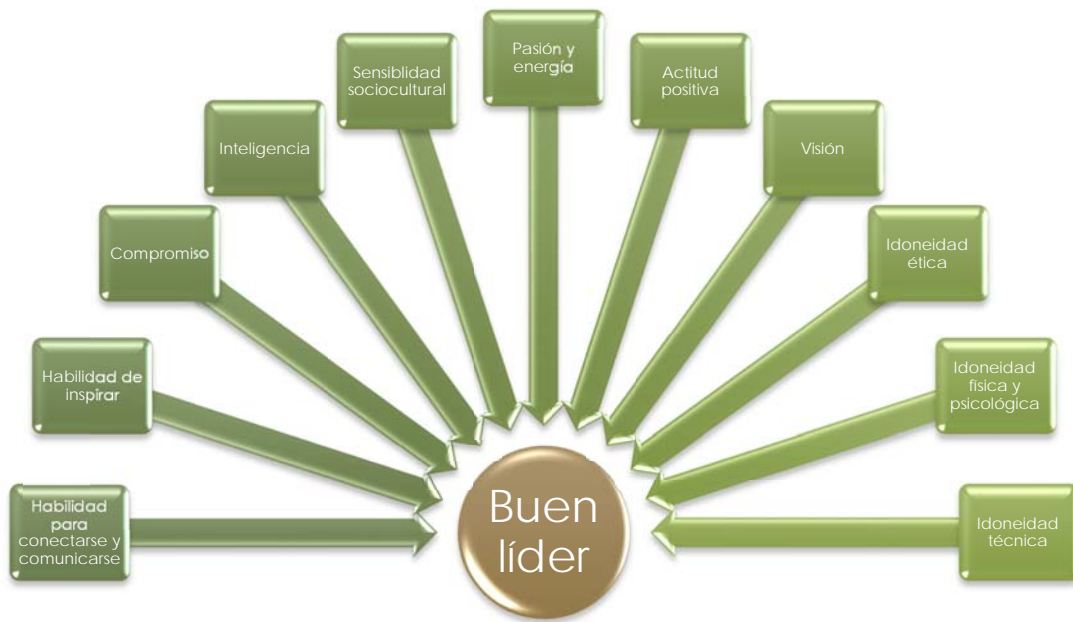 Pasión y
energía
Sensiblidad
sociocultural
Actitud
positiva
Inteligencia
Visión
Compromiso
Idoneidad
ética
Habilidad de
inspirar
Idoneidad
física y
psicológica
Habilidad
para
conectarse y
comunicarse
Buen
líder
Idoneidad
técnica